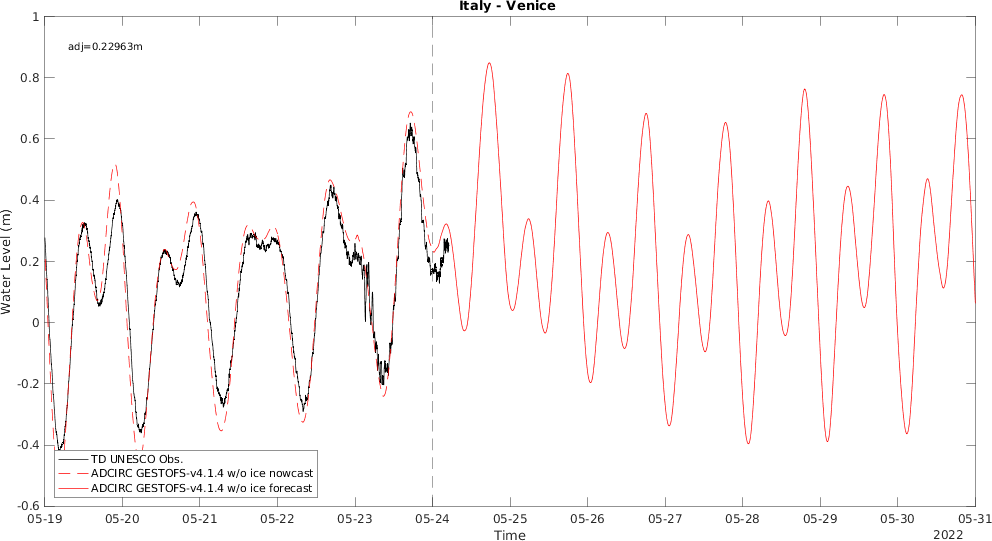 Italy - Venice
adj=0.22963m
1
0.8
0.6
0.4
0.2
0
-0.2
-0.4
-0.6
Water Level (m)
TD UNESCO Obs.
ADCIRC GESTOFS-v4.1.4 w/o ice nowcast
ADCIRC GESTOFS-v4.1.4 w/o ice forecast
05-19 05-20 05-21 05-22 05-23 05-24 05-25 05-26 05-27 05-28 05-29 05-30 05-31
Time
2022